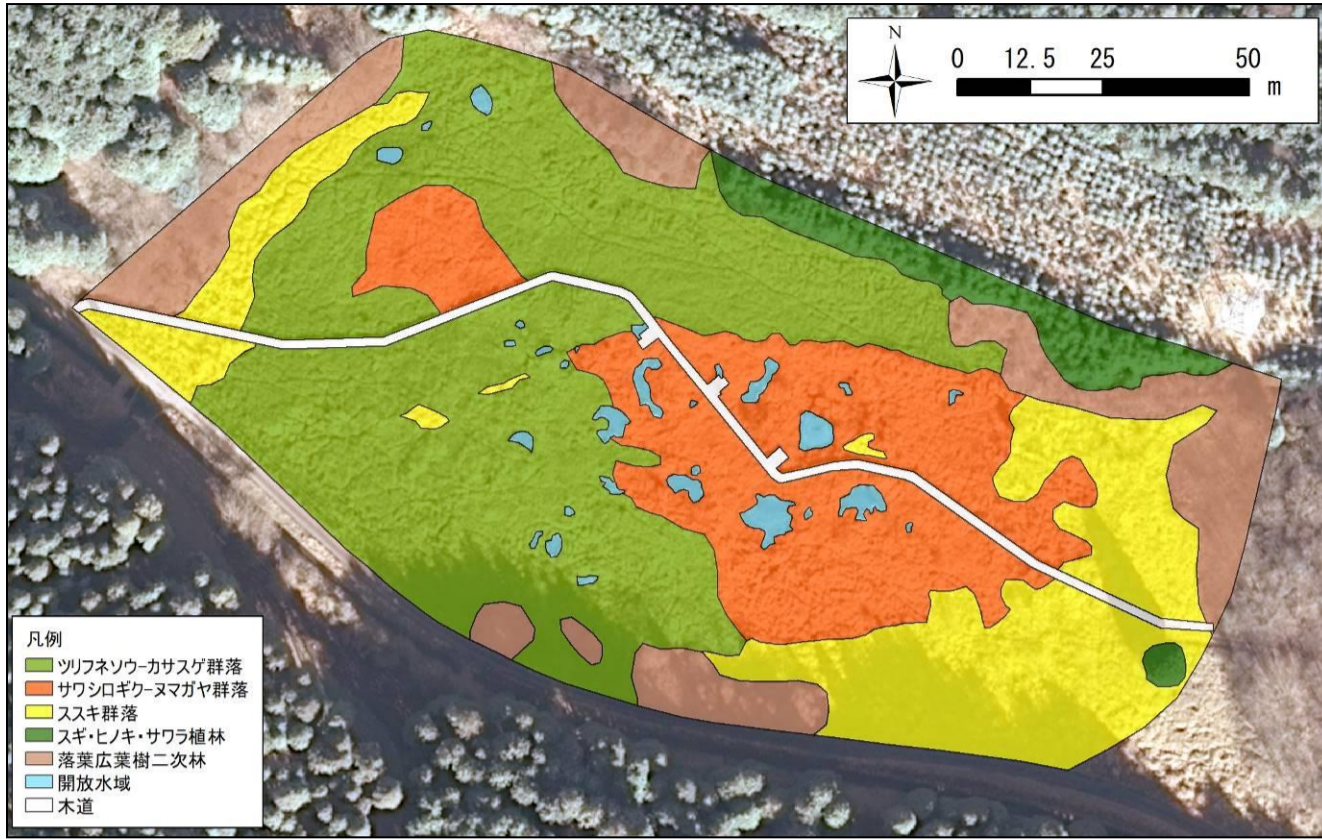 N
0 12.5 25 50
m
凡例
ツリフネソウーカサスゲ群落
サワシロギクーヌマガヤ群落
ススキ群落
スギ・ヒノキ・サワラ植林
落葉広葉樹二次林
開放水域
木道